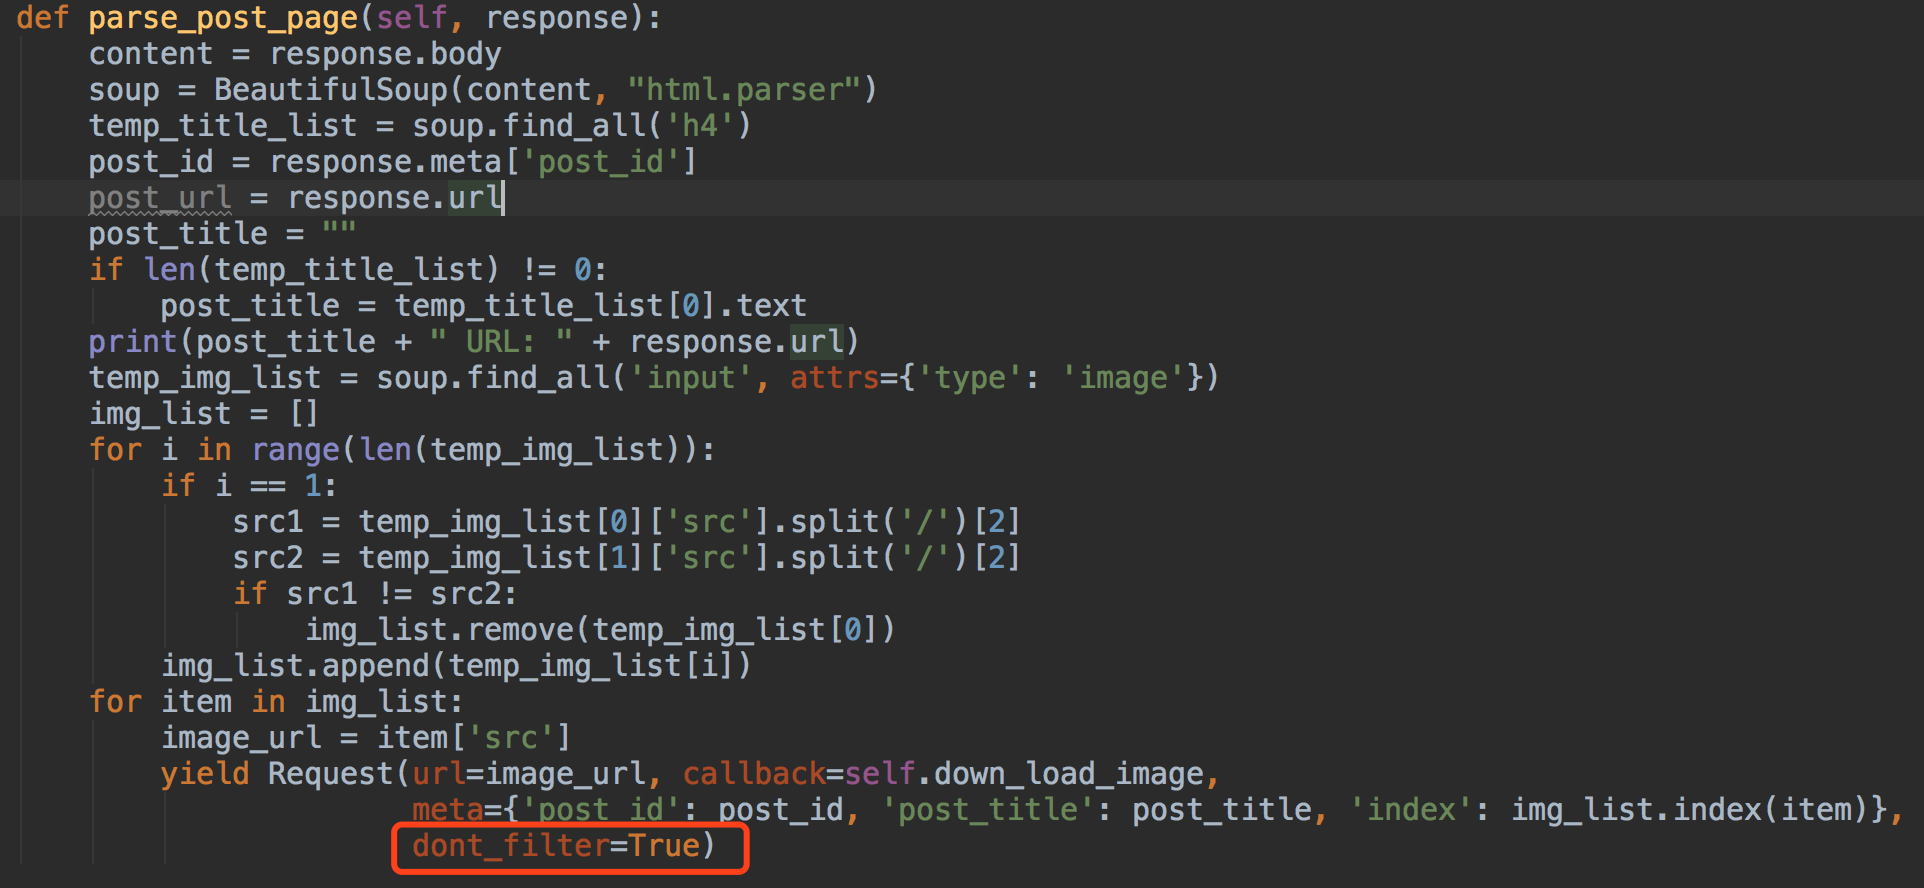 def parse_post_page(self, response):
    content = response.body
    soup = BeautifulSoup(content, "html.parser")
    temp_title_list = soup.find_all('h4')
    post_id = response.meta['post_id']
    post_url = response.url
    post_title = ""
    if len(temp_title_list) != 0:
        post_title = temp_title_list[0].text
    print(post_title + " URL: " + response.url)
    temp_img_list = soup.find_all('input', attrs={'type': 'image'})
    img_list = []
    for i in range(len(temp_img_list)):
        if i == 1:
            src1 = temp_img_list[0]['src'].split('/')[2]
            src2 = temp_img_list[1]['src'].split('/')[2]
            if src1 != src2:
                img_list.remove(temp_img_list[0])
        img_list.append(temp_img_list[i])
    for item in img_list:
        image_url = item['src']
        yield Request(url=image_url, callback=self.down_load_image,
                      meta={'post_id': post_id, 'post_title': post_title, 'index': img_list.index(item)},
                      dont_filter=True)